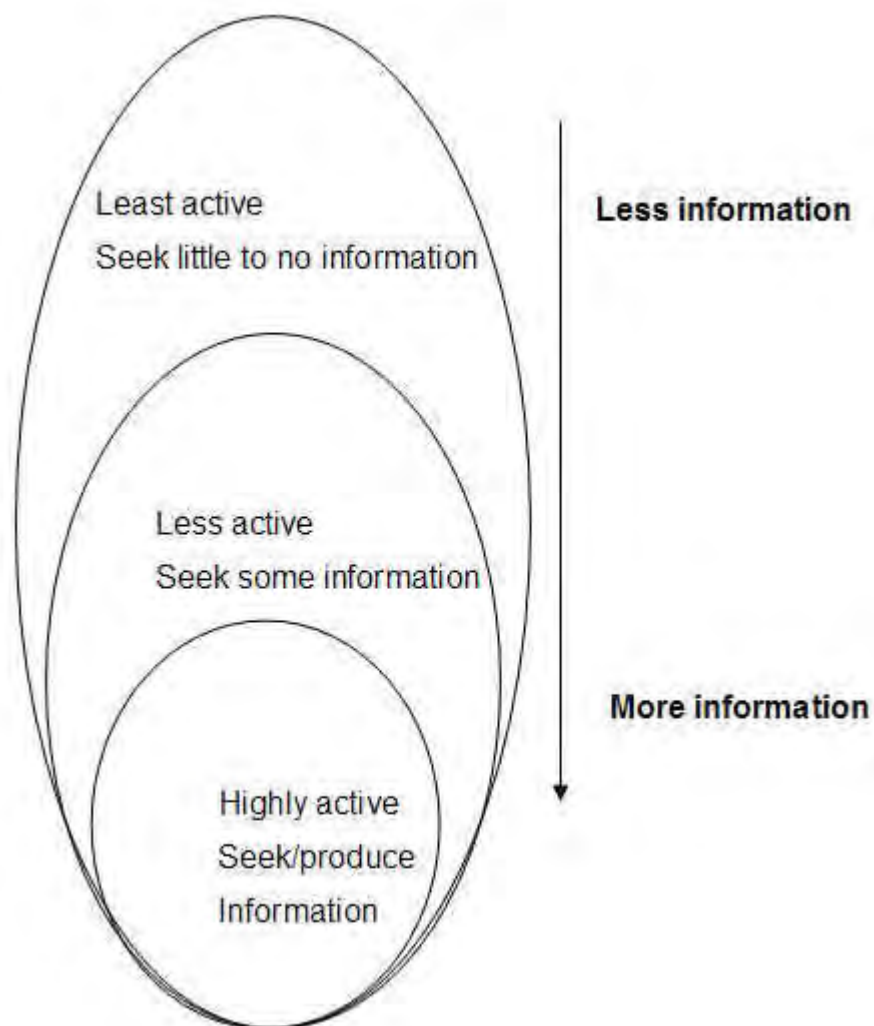 Least active
Less information
Seek little to no information
Less active
Seek some information
More information
Highly active
Seek/produce
Information